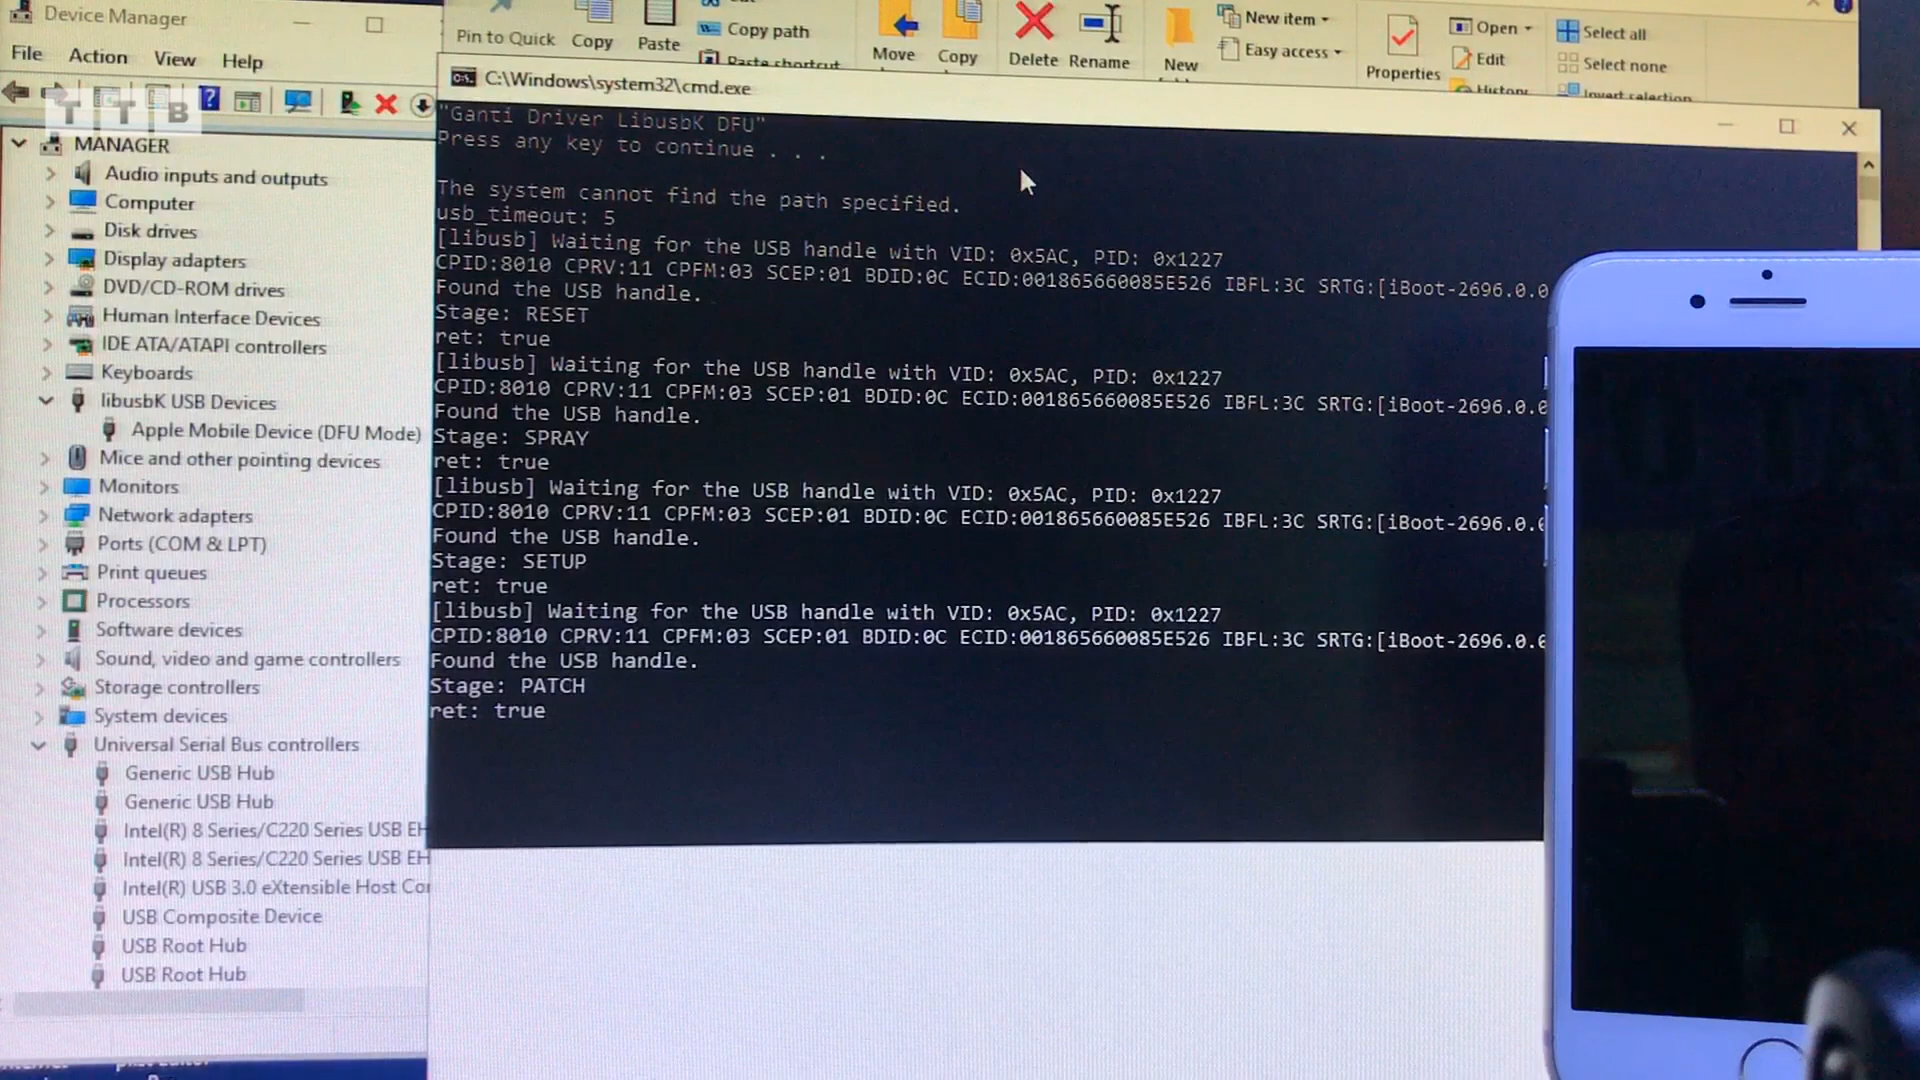 Device Manager
File Action View Help
TTB
MANAGER
Audio inputs and outputs
Computer
Disk drives
Display adapters
DVD/CD-ROM drives
Human Interface Devices
IDE ATA/ATAPI controllers
Keyboards
libusbK USB Devices
Apple Mobile Device (DFU Mode)
Mice and other pointing devices
Monitors
Network adapters
Ports (COM & LPT)
Print queues
Processors
Software devices
Sound, video and game controllers
Storage controllers
System devices
Universal Serial Bus controllers
Generic USB Hub
Generic USB Hub
Intel(R) 8 Series/C220 Series USB EH
Intel(R) 8 Series/C220 Series USB EH
Intel(R) USB 3.0 eXtensible Host Co
USB Composite Device
USB Root Hub
USB Root Hub
Pin to Quick
Copy
Paste
Copy path
Paste shortcut
Move
Copy
Delete
Rename
New
New item
Easy access
Properties
Open
Edit
History
Select all
Select none
Invert selection
C:\Windows\system32\cmd.exe
"Ganti Driver LibusbK DFU"
Press any key to continue . . .
The system cannot find the path specified.
usb_timeout: 5
[libusb] Waiting for the USB handle with VID: 0x5AC, PID: 0x1227
CPID:8010 CPRV:11 CPFM:03 SCEP:01 BDID:0C ECID:001865660085E526 IBFL:3C SRTG:[iBoot-2696.0.0
Found the USB handle.
Stage: RESET
ret: true
[libusb] Waiting for the USB handle with VID: 0x5AC, PID: 0x1227
CPID:8010 CPRV:11 CPFM:03 SCEP:01 BDID:0C ECID:001865660085E526 IBFL:3C SRTG:[iBoot-2696.0.0
Found the USB handle.
Stage: SPRAY
ret: true
[libusb] Waiting for the USB handle with VID: 0x5AC, PID: 0x1227
CPID:8010 CPRV:11 CPFM:03 SCEP:01 BDID:0C ECID:001865660085E526 IBFL:3C SRTG:[iBoot-2696.0.0
Found the USB handle.
Stage: SETUP
ret: true
[libusb] Waiting for the USB handle with VID: 0x5AC, PID: 0x1227
CPID:8010 CPRV:11 CPFM:03 SCEP:01 BDID:0C ECID:001865660085E526 IBFL:3C SRTG:[iBoot-2696.0.0
Found the USB handle.
Stage: PATCH
ret: true